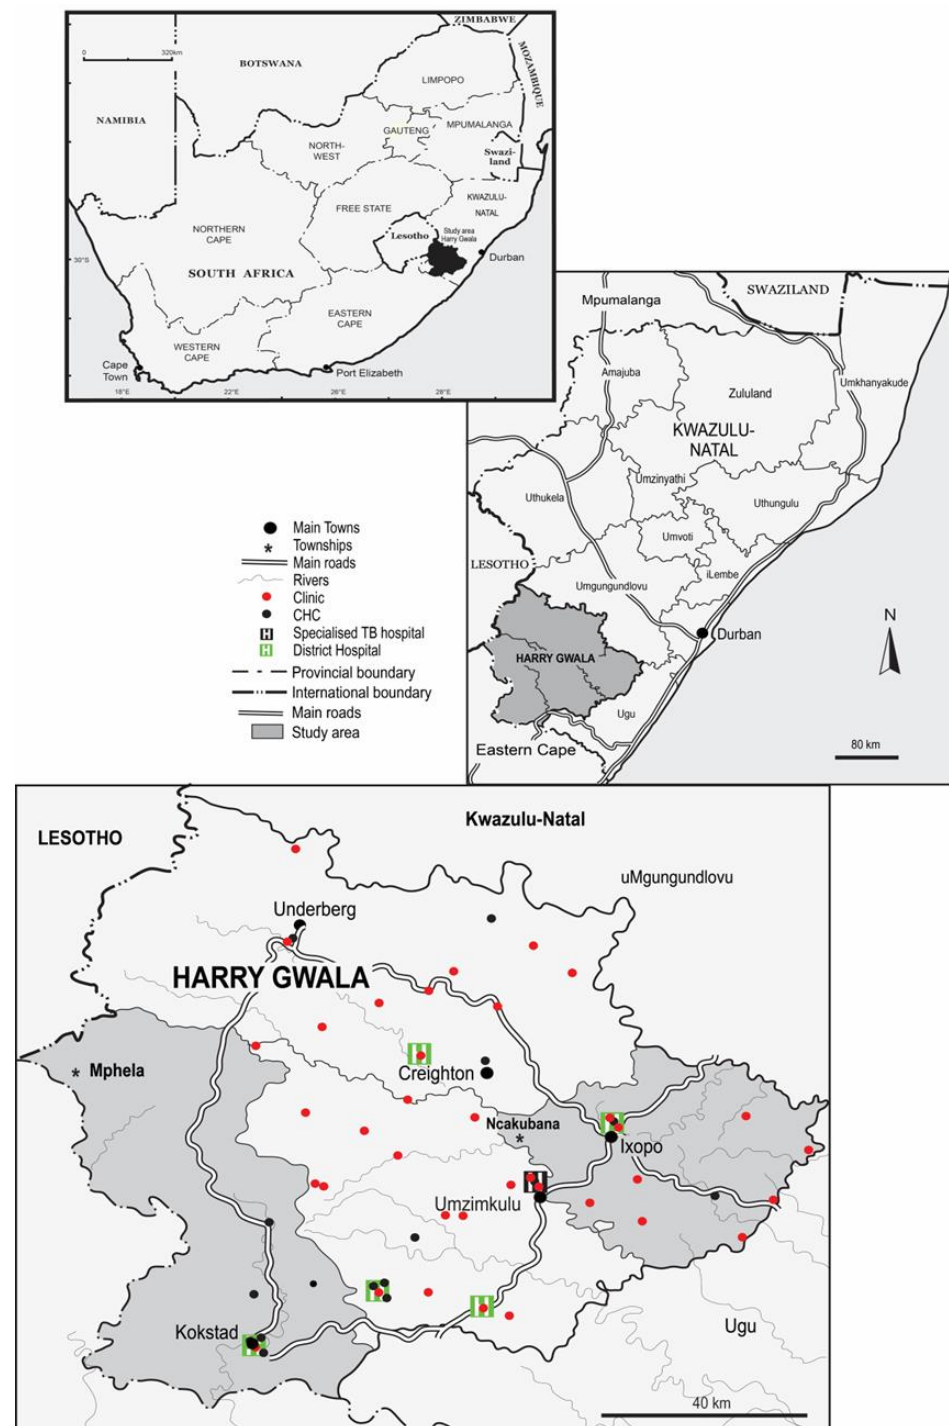 ZIMBABWE
0
320km
BOTSWANA
MOZAMBIQUE
LIMPOPO
NAMIBIA
GAUTENG
MPUMALANGA
NORTH-
WEST
Swazi-
land
KWAZULU-
NATAL
FREE STATE
NORTHERN
CAPE
Lesotho
Study area
Harry Gwala
Durban
30°S
SOUTH AFRICA
EASTERN
CAPE
WESTERN
CAPE
Cape
Town
Port Elizabeth
18°E
22°E
26°E
28°E
SWAZILAND
Mpumalanga
Amajuba
Zululand
Umkhanyakude
KWAZULU-
NATAL
Umzinyathi
Uthukela
Uthungulu
Umvoti
LESOTHO
iLembe
Umgungundlovu
N
Durban
HARRY GWALA
Ugu
Eastern Cape
80 km
Main Towns
* Townships
Main roads
Rivers
Clinic
CHC
H Specialised TB hospital
H District Hospital
Provincial boundary
International boundary
Main roads
Study area
Kwazulu-Natal
LESOTHO
uMgungundlovu
Underberg
HARRY GWALA
H
* Mphela
Creighton
Ncakubana
*
H
Ixopo
H
Umzimkulu
H
H
Kokstad
H
Ugu
40 km